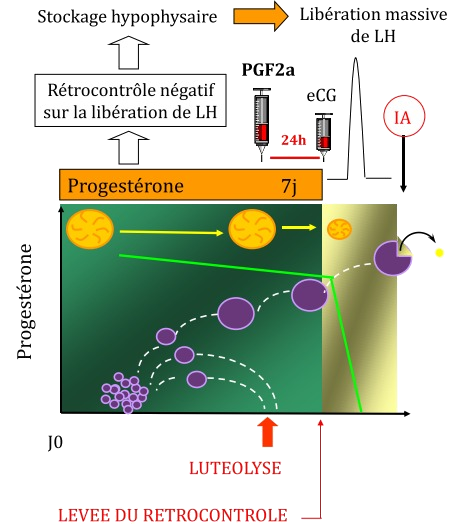 Stockage hypophysaire
Libération massive
de LH
Rétrocontrôle négatif
sur la libération de LH
PGF2a
eCG
24h
IA
Progestérone
7j
Progestérone
J0
LUTEOLYSE
LEVEE DU RETROCONTROLE